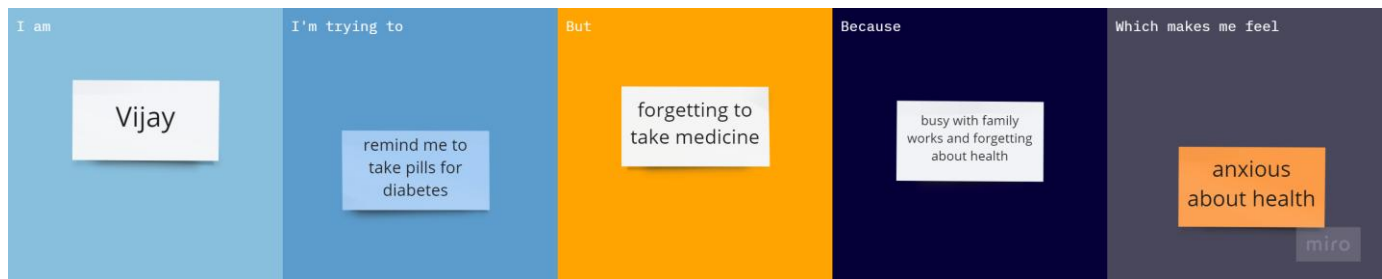 I am
Vijay
I'm trying to
remind me to
take pills for
diabetes
But
forgetting to
take medicine
Because
busy with family
works and forgetting
about health
Which makes me feel
anxious
about health
miro